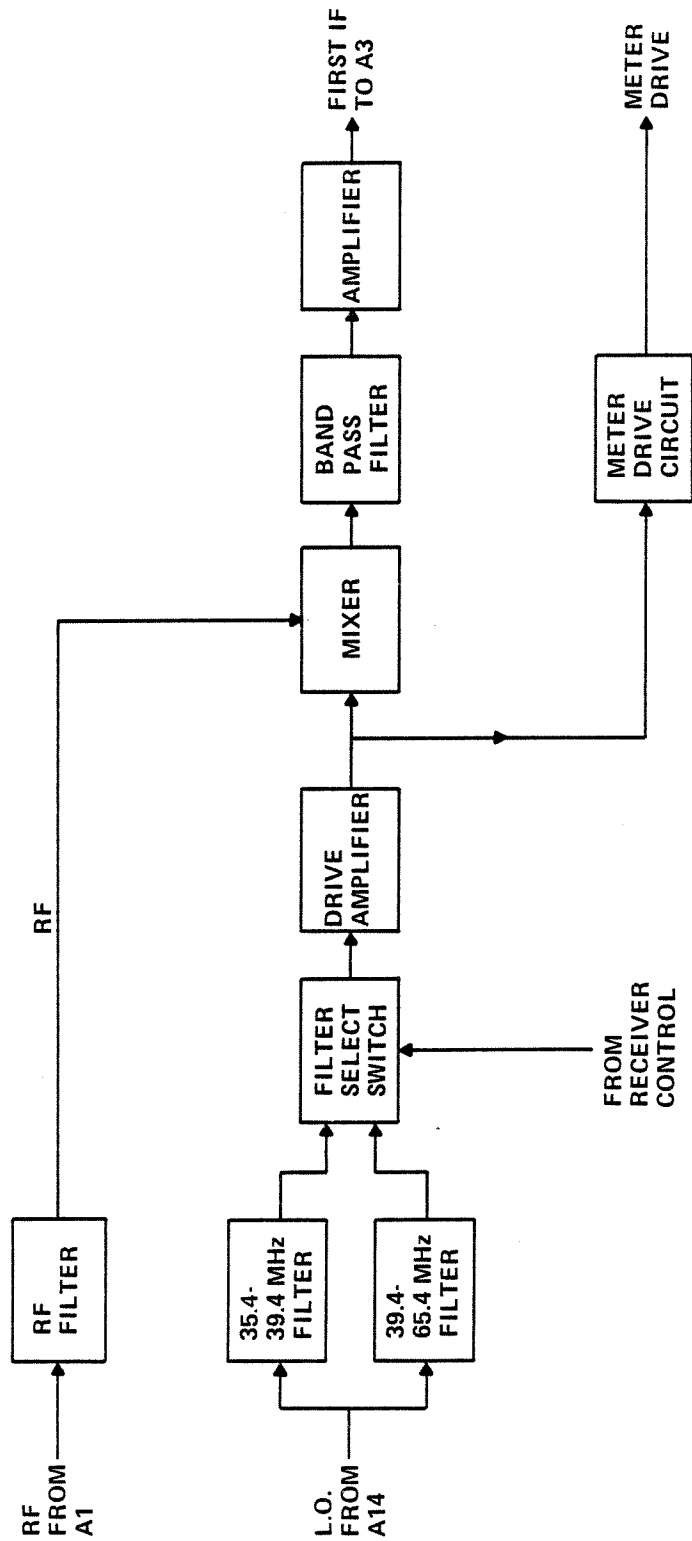 RF
FROM
A1
RF
FILTER
RF
L.O.
FROM
A14
35.4-
39.4 MHz
FILTER
39.4-
65.4 MHz
FILTER
FILTER
SELECT
SWITCH
FROM
RECEIVER
CONTROL
DRIVE
AMPLIFIER
MIXER
BAND
PASS
FILTER
AMPLIFIER
FIRST IF
TO A3
METER
DRIVE
CIRCUIT
METER
DRIVE